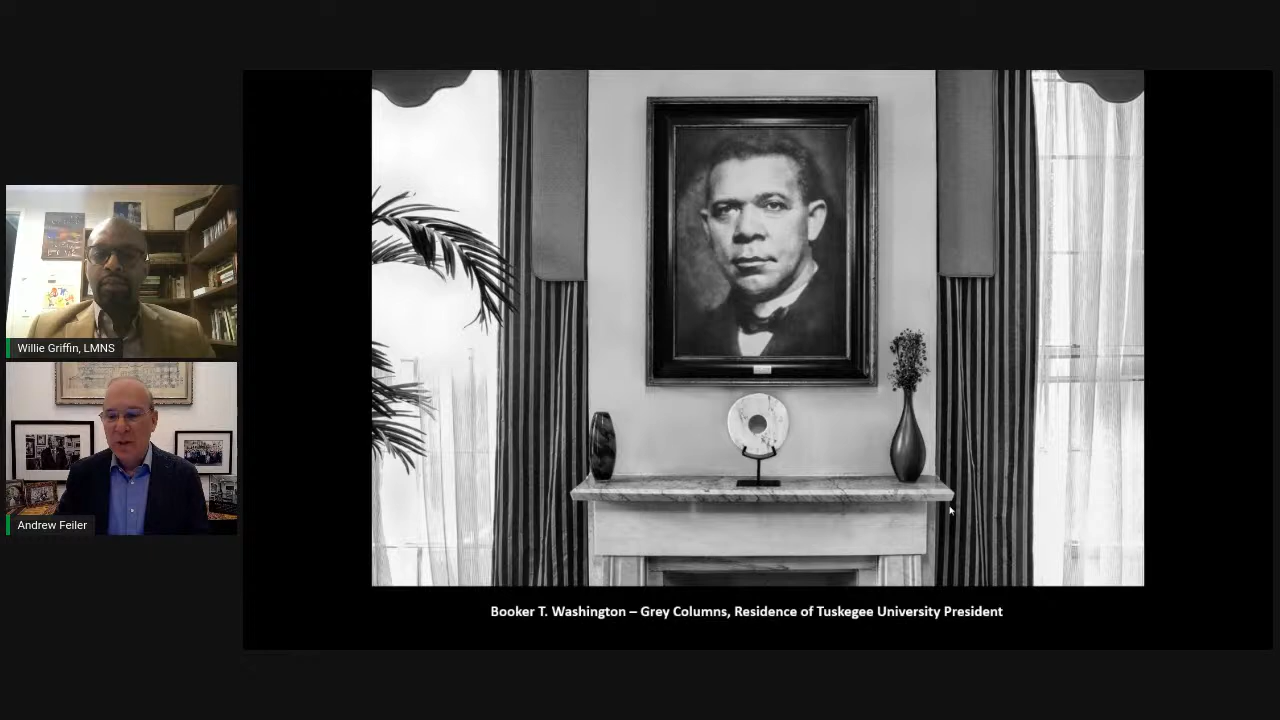 Willie Griffin, LMNS
Andrew Feiler
Booker T. Washington – Grey Columns, Residence of Tuskegee University President